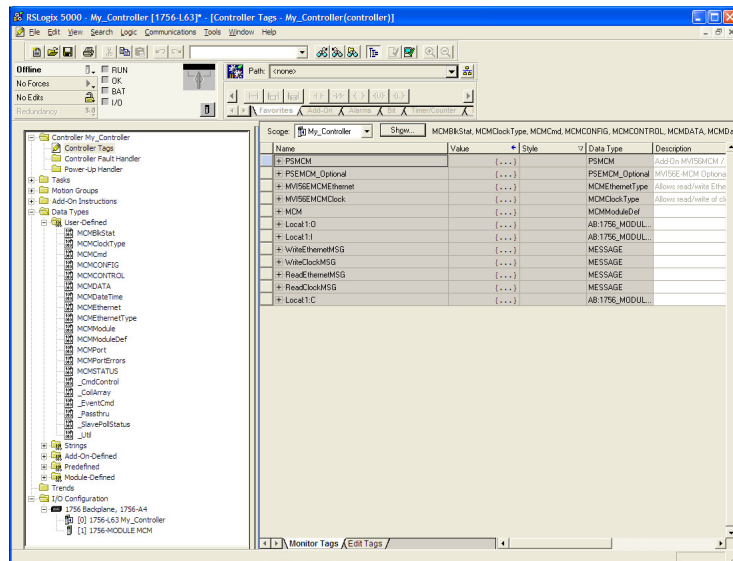 RSLogix 5000 - My_Controller [1756-L63]* - [Controller Tags - My_Controller(controller)]
File Edit View Search Logic Communications Tools Window Help
Offline
RUN
No Forces
OK
No Edits
BAT
Redundancy
I/O
Path: <none>
Favorites Add-On Alarms Bit Timer/Counter
Controller My_Controller
Controller Tags
Controller Fault Handler
Power-Up Handler
Tasks
Motion Groups
Add-On Instructions
Data Types
User-Defined
MCMBlkStat
MCMClockType
MCMCmd
MCMCONFIG
MCMCONTROL
MCMDATA
MCMDateTime
MCMEthernet
MCMEthernetType
MCMModule
MCMModuleDef
MCMPort
MCMPortErrors
MCMSTATUS
_CmdControl
_CoilArray
_EventCmd
_Passthru
_SlavePollStatus
_Util
Strings
Add-On-Defined
Predefined
Module-Defined
Trends
I/O Configuration
1756 Backplane, 1756-A4
[0] 1756-L63 My_Controller
[1] 1756-MODULE MCM
Scope: My_Controller Show... MCMBlkStat, MCMClockType, MCMCmd, MCMCONFIG, MCMCONTROL, MCMDATA, MCMDa
Name Value Style Data Type Description
+ PSMCM {...} PSMCM Add-On MVI56MCM /
+ PSEMCM_Optional {...} PSEMCM_Optional MVI56E-MCM Optiona
+ MVI56EMCMEthernet {...} MCMEthernetType Allows read/write Ethe
+ MVI56EMCMClock {...} MCMClockType Allows read/write of cl
+ MCM {...} MCMModuleDef
+ Local:1:O {...} AB:1756_MODUL...
+ Local:1:I {...} AB:1756_MODUL...
+ WriteEthernetMSG {...} MESSAGE
+ WriteClockMSG {...} MESSAGE
+ ReadEthernetMSG {...} MESSAGE
+ ReadClockMSG {...} MESSAGE
+ Local:1:C {...} AB:1756_MODUL...
Monitor Tags Edit Tags